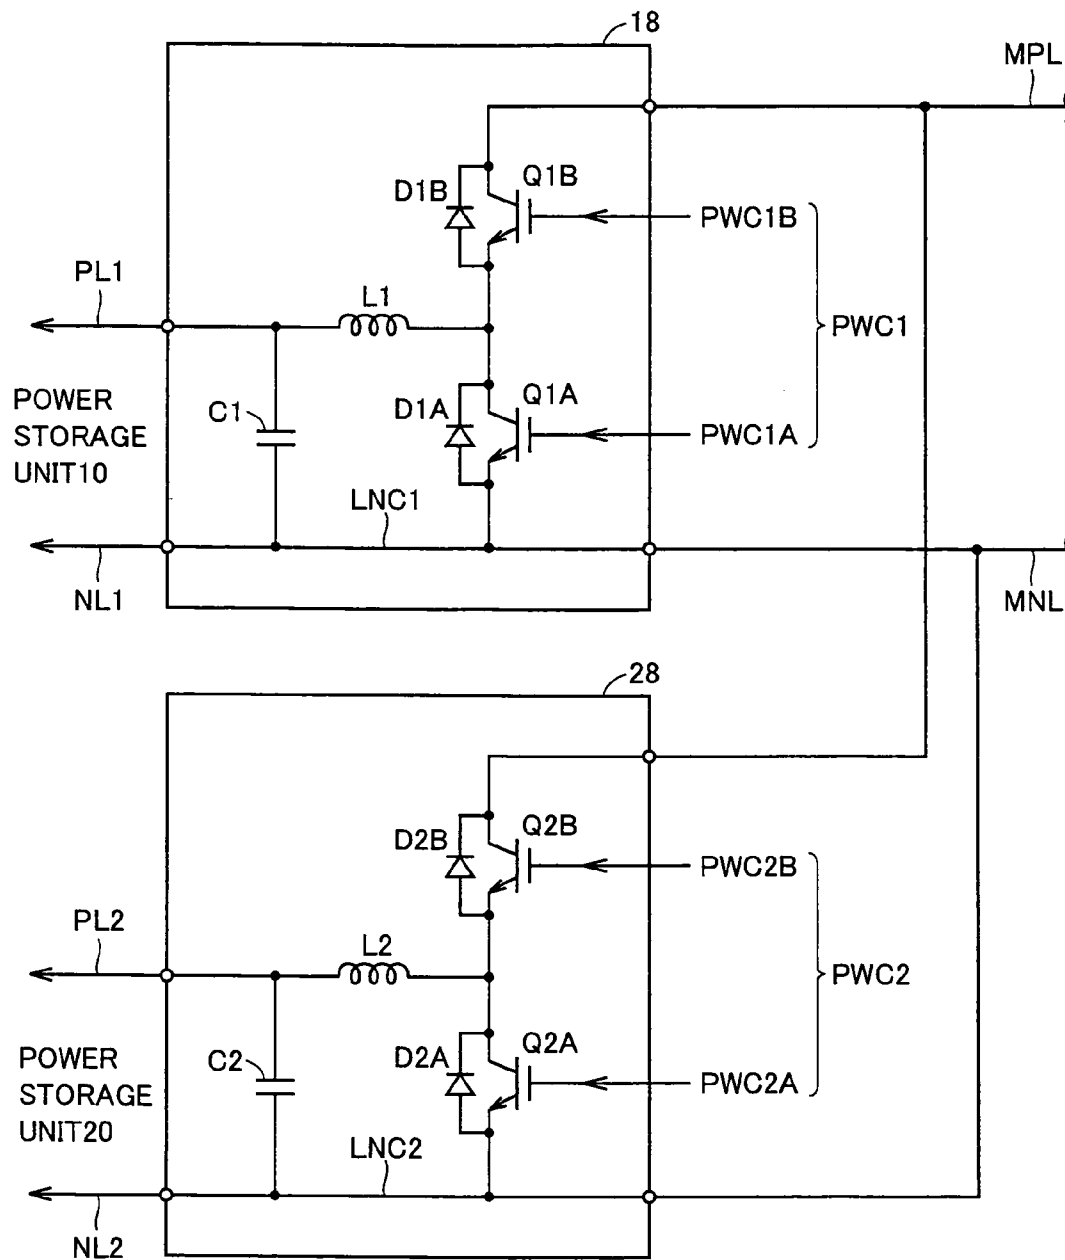 18
MPL
D1B
Q1B
PWC1B
PL1
L1
PWC1
POWER
STORAGE
UNIT10
C1
D1A
Q1A
PWC1A
LNC1
NL1
MNL
28
D2B
Q2B
PWC2B
PL2
L2
PWC2
POWER
STORAGE
UNIT20
C2
D2A
Q2A
PWC2A
LNC2
NL2